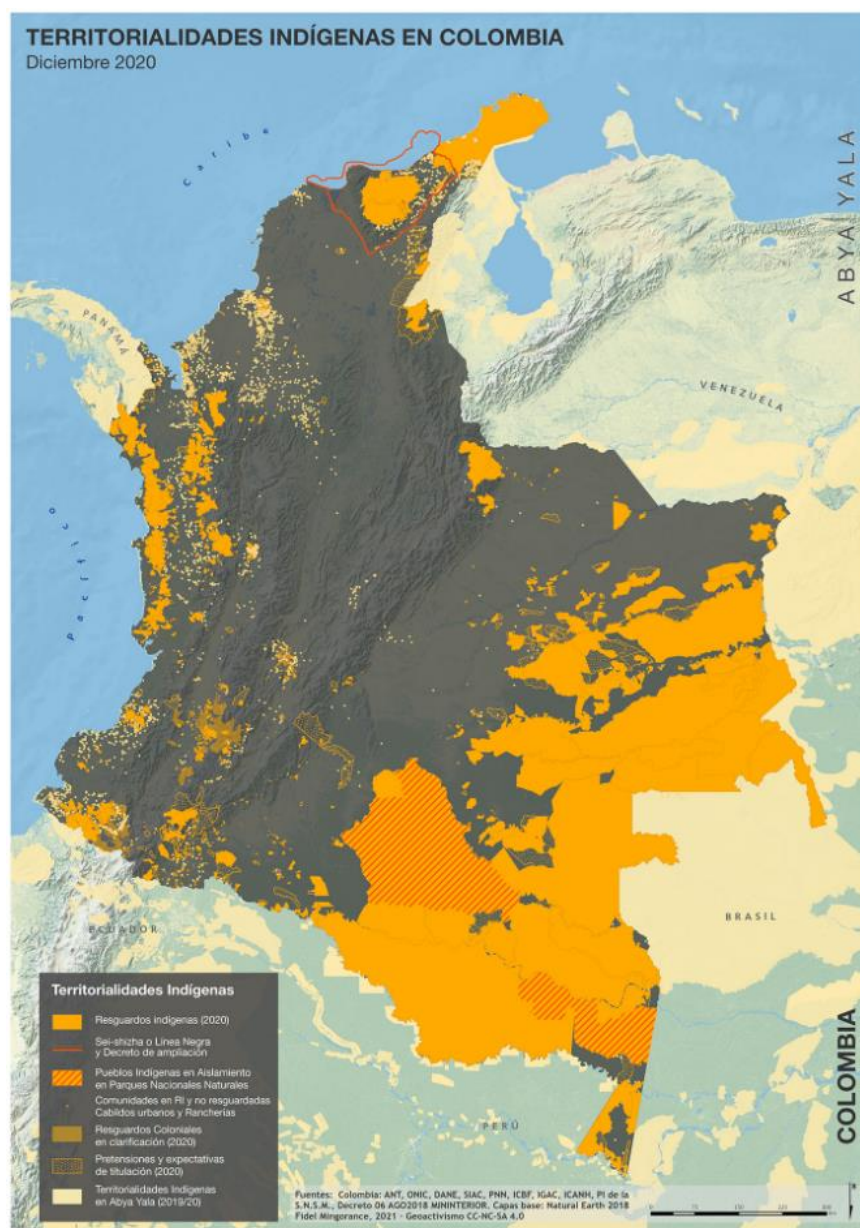 TERRITORIALIDADES INDÍGENAS EN COLOMBIA
Diciembre 2020
Caribe
ABYA YALA
PANAMÁ
VENEZUELA
Pacífico
BRASIL
ECUADOR
PERÚ
COLOMBIA
Territorialidades Indígenas
Resguardos indígenas (2020)
Sei-shizha o Línea Negra
y Decreto de ampliación
Pueblos Indígenas en Aislamiento
en Parques Nacionales Naturales
Comunidades en RI y no resguardadas
Cabildos urbanos y Rancherías
Resguardos Coloniales
en clarificación (2020)
Pretensiones y expectativas
de titulación (2020)
Territorialidades Indígenas
en Abya Yala (2019/20)
Fuentes: Colombia: ANT, ONIC, DANE, SIAC, PNN, ICBF, IGAC, ICANH, PI de la
S.N.S.M., Decreto 06 AGO2018 MININTERIOR. Capas base: Natural Earth 2018
Fidel Mingorance, 2021 - Geoactivismo CC-NC-SA 4.0